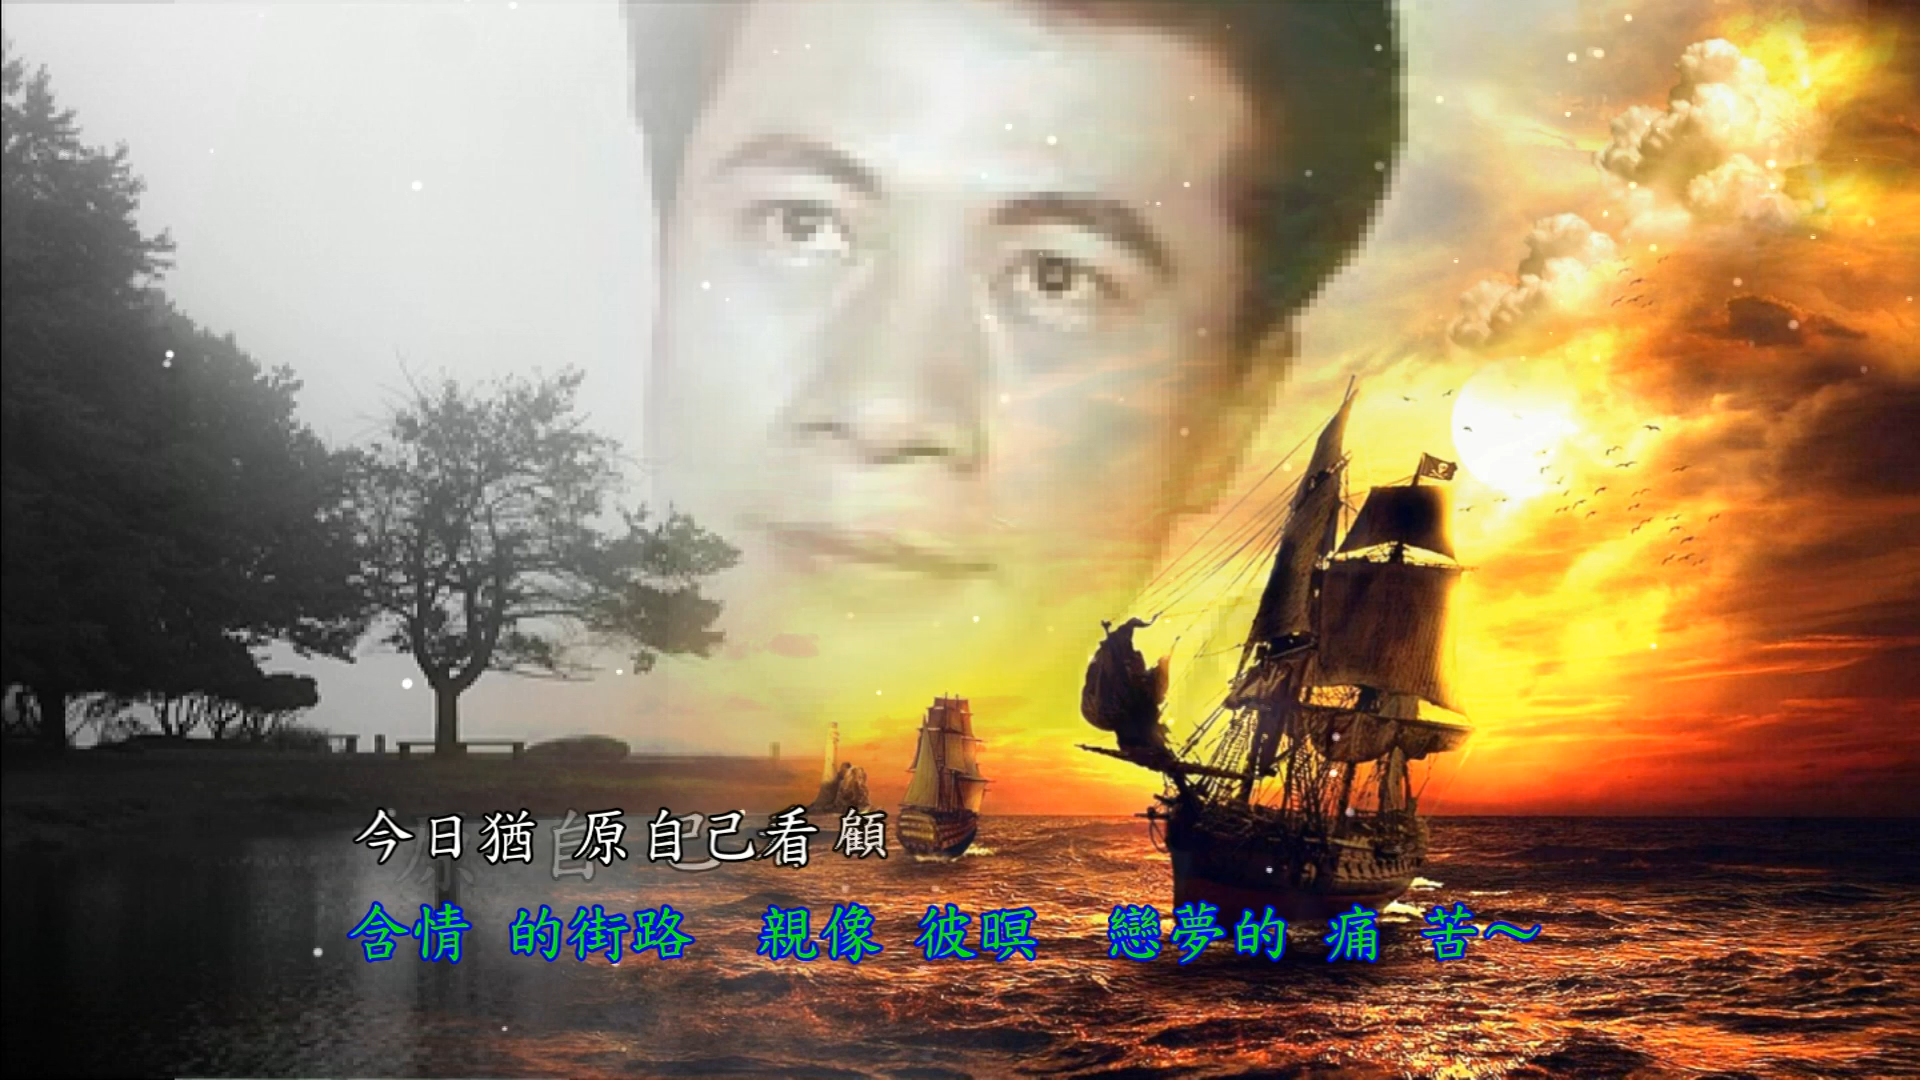 今日猶 原自己看 顧
含情 的街路 親像 彼暝 戀夢的 痛 苦～